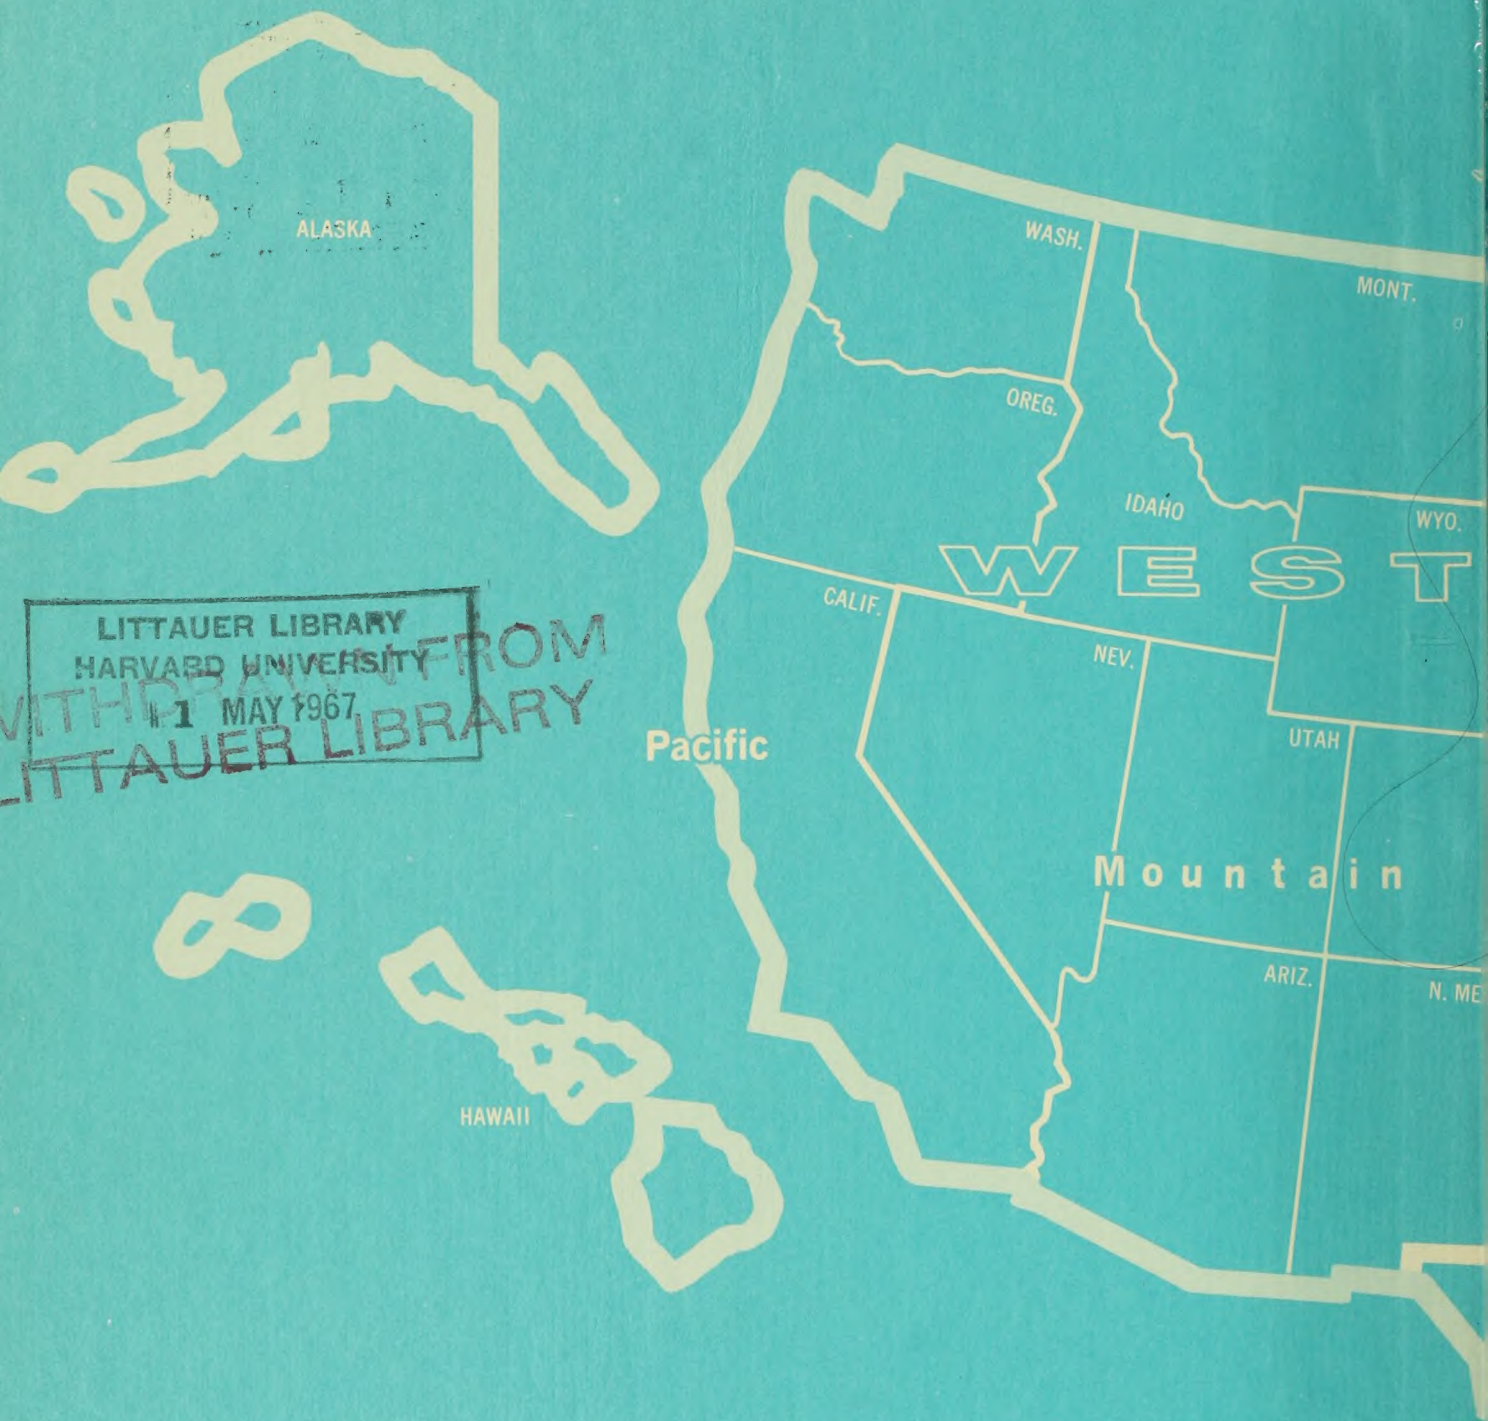 ALASKA
WASH.
MONT.
OREG.
IDAHO
WYO.
WEST
CALIF.
NEV.
LITTAUER LIBRARY
HARVARD UNIVERSITY
1 MAY 1967
FROM
LITTAUER LIBRARY
Pacific
UTAH
Mountain
ARIZ.
N. ME
HAWAII